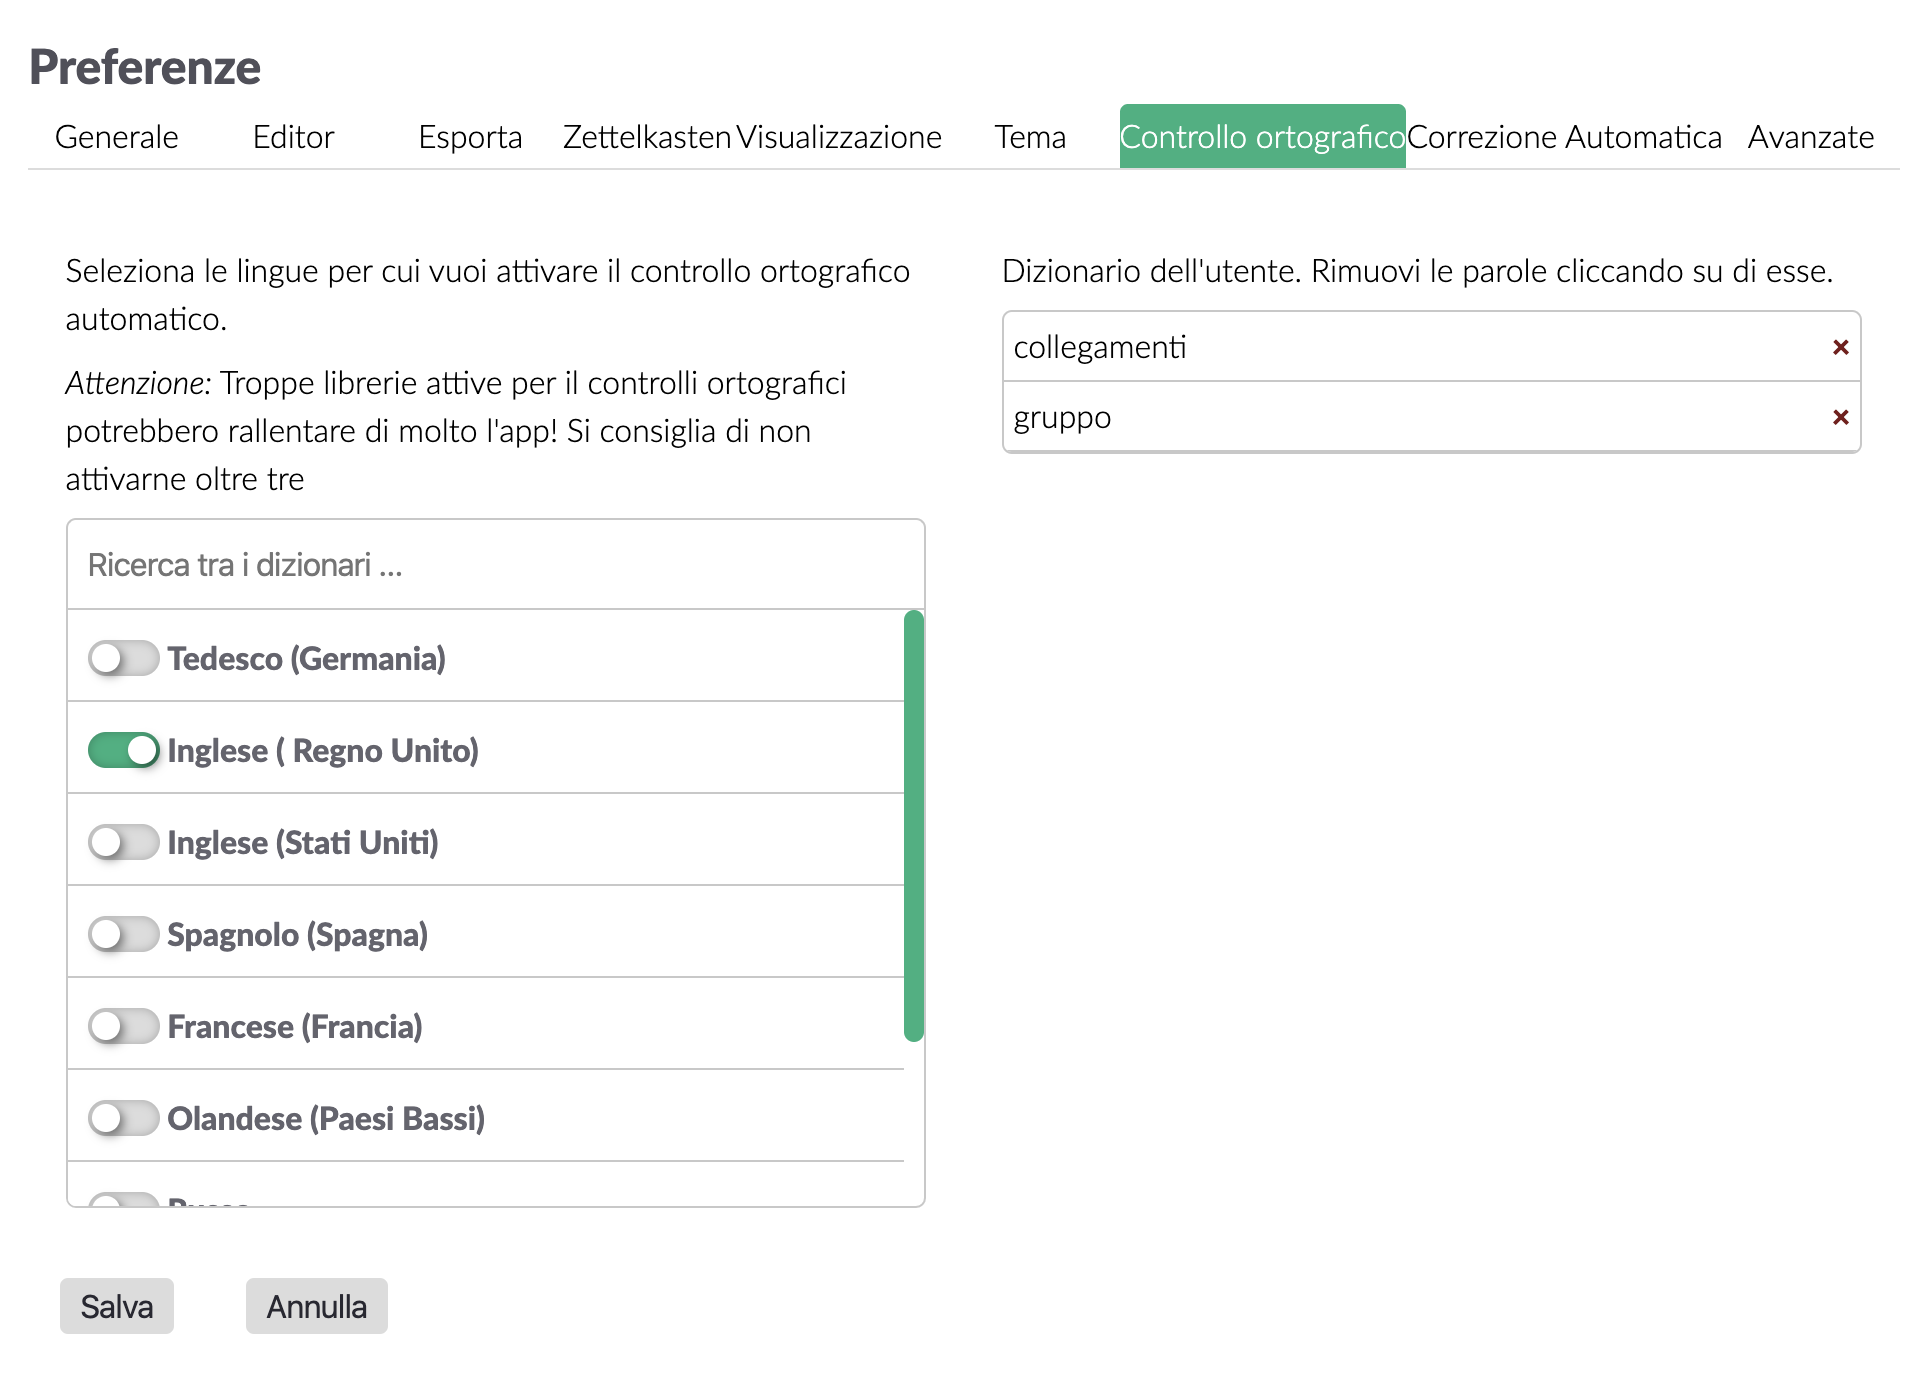 Preferenze
Generale Editor Esporta Zettelkasten Visualizzazione Tema Controllo ortografico Correzione Automatica Avanzate
Seleziona le lingue per cui vuoi attivare il controllo ortografico
automatico.
Attenzione: Troppe librerie attive per il controlli ortografici
potrebbero rallentare di molto l'app! Si consiglia di non
attivarne oltre tre
Ricerca tra i dizionari ...
Tedesco (Germania)
Inglese ( Regno Unito)
Inglese (Stati Uniti)
Spagnolo (Spagna)
Francese (Francia)
Olandese (Paesi Bassi)
Dizionario dell'utente. Rimuovi le parole cliccando su di esse.
collegamenti
gruppo
Salva
Annulla